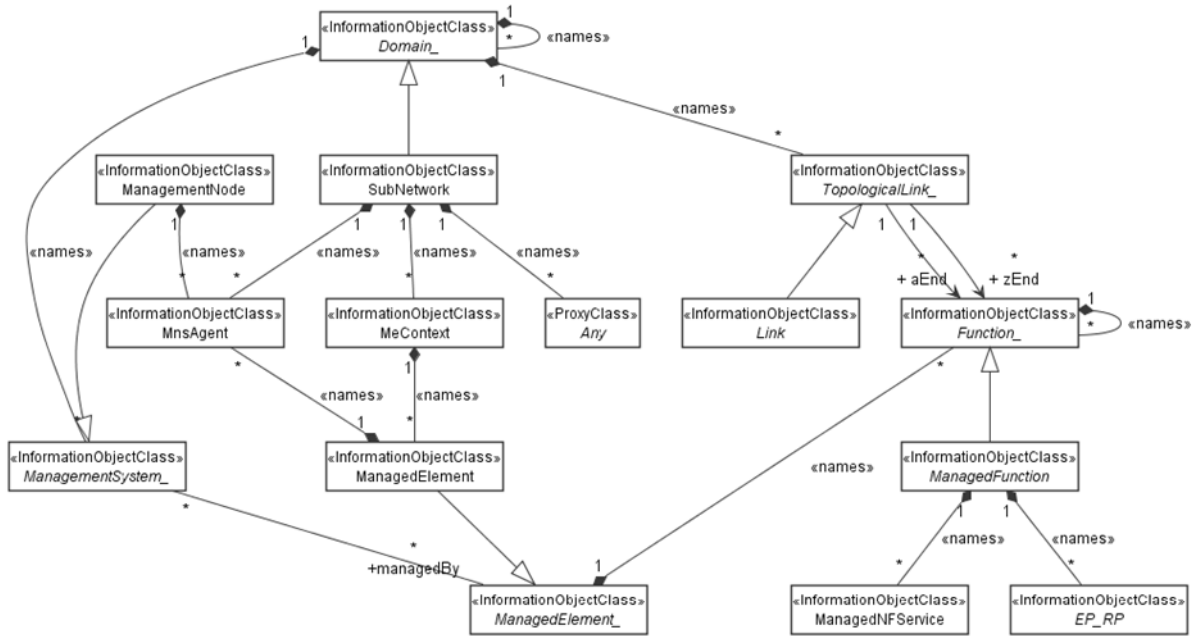 «InformationObjectClass»
Domain_
1
*
«names»
1
1
«names»
*
«InformationObjectClass»
ManagementNode
«InformationObjectClass»
SubNetwork
«InformationObjectClass»
TopologicalLink_
1
1
1
1
1
1
«names»
«names»
«names»
«names»
«names»
*
*
*
*
*
*
+ aEnd
+ zEnd
«InformationObjectClass»
MnsAgent
«InformationObjectClass»
MeContext
«ProxyClass»
Any
«InformationObjectClass»
Link
«InformationObjectClass»
Function_
1
*
«names»
*
1
*
«names»
«names»
1
*
*
«InformationObjectClass»
ManagementSystem_
«InformationObjectClass»
ManagedElement
«names»
«InformationObjectClass»
ManagedFunction
*
1
1
*
«names»
«names»
+managedBy
1
*
*
«InformationObjectClass»
ManagedElement_
«InformationObjectClass»
ManagedNFService
«InformationObjectClass»
EP_RP